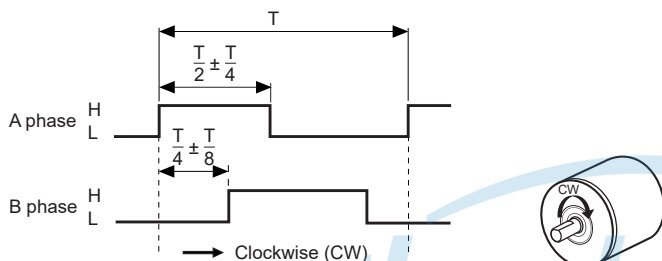 T
T/2 ± T/4
A phase H
L
T/4 ± T/8
B phase H
L
→ Clockwise (CW)
CW